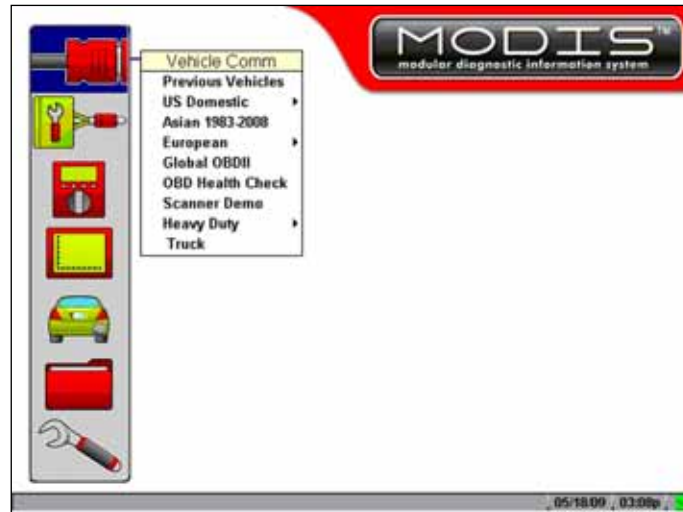 MODIS™
modular diagnostic information system
Vehicle Comm
Previous Vehicles
US Domestic
Asian 1983-2008
European
Global OBDII
OBD Health Check
Scanner Demo
Heavy Duty
Truck
05/18/09 03:08p